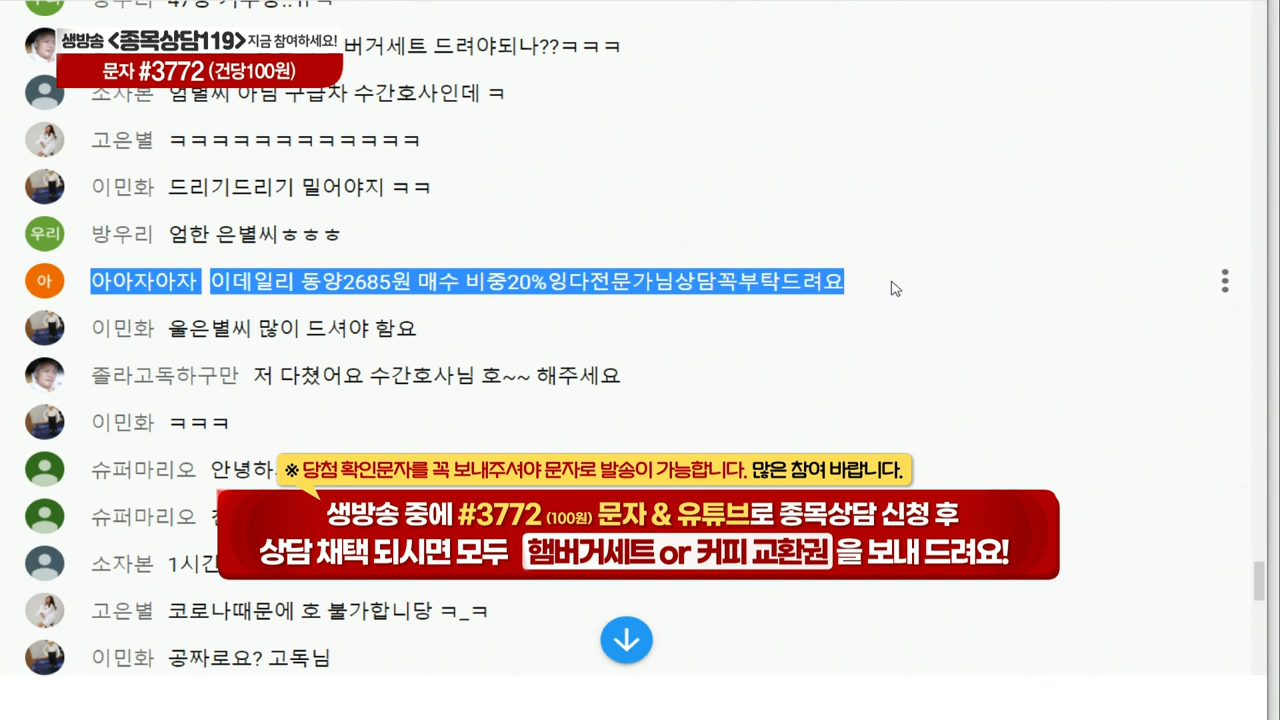 생방송 <종목상담119> 지금 참여하세요!
버거세트 드려야되나??ㅋㅋㅋ
문자 #3772 (건당100원)
소자본 엄별씨 아님 구급차 수간호사인데 ㅋ
고은별 ㅋㅋㅋㅋㅋㅋㅋㅋㅋㅋㅋㅋ
이민화 드리기드리기 밀어야지 ㅋㅋ
우리 방우리 엄한 은별씨ㅎㅎㅎ
아 아아자아자 이데일리 동양2685원 매수 비중20%잉다전문가님상담꼭부탁드려요
이민화 울은별씨 많이 드셔야 함요
졸라고독하구만 저 다쳤어요 수간호사님 호~~ 해주세요
이민화 ㅋㅋㅋ
슈퍼마리오 안녕하
※ 당첨 확인문자를 꼭 보내주셔야 문자로 발송이 가능합니다. 많은 참여 바랍니다.
슈퍼마리오
생방송 중에 #3772 (100원) 문자 & 유튜브로 종목상담 신청 후
상담 채택 되시면 모두 햄버거세트 or 커피 교환권 을 보내 드려요!
소자본 1시간
고은별 코로나때문에 호 불가합니당 ㅋ_ㅋ
이민화 공짜로요? 고독님